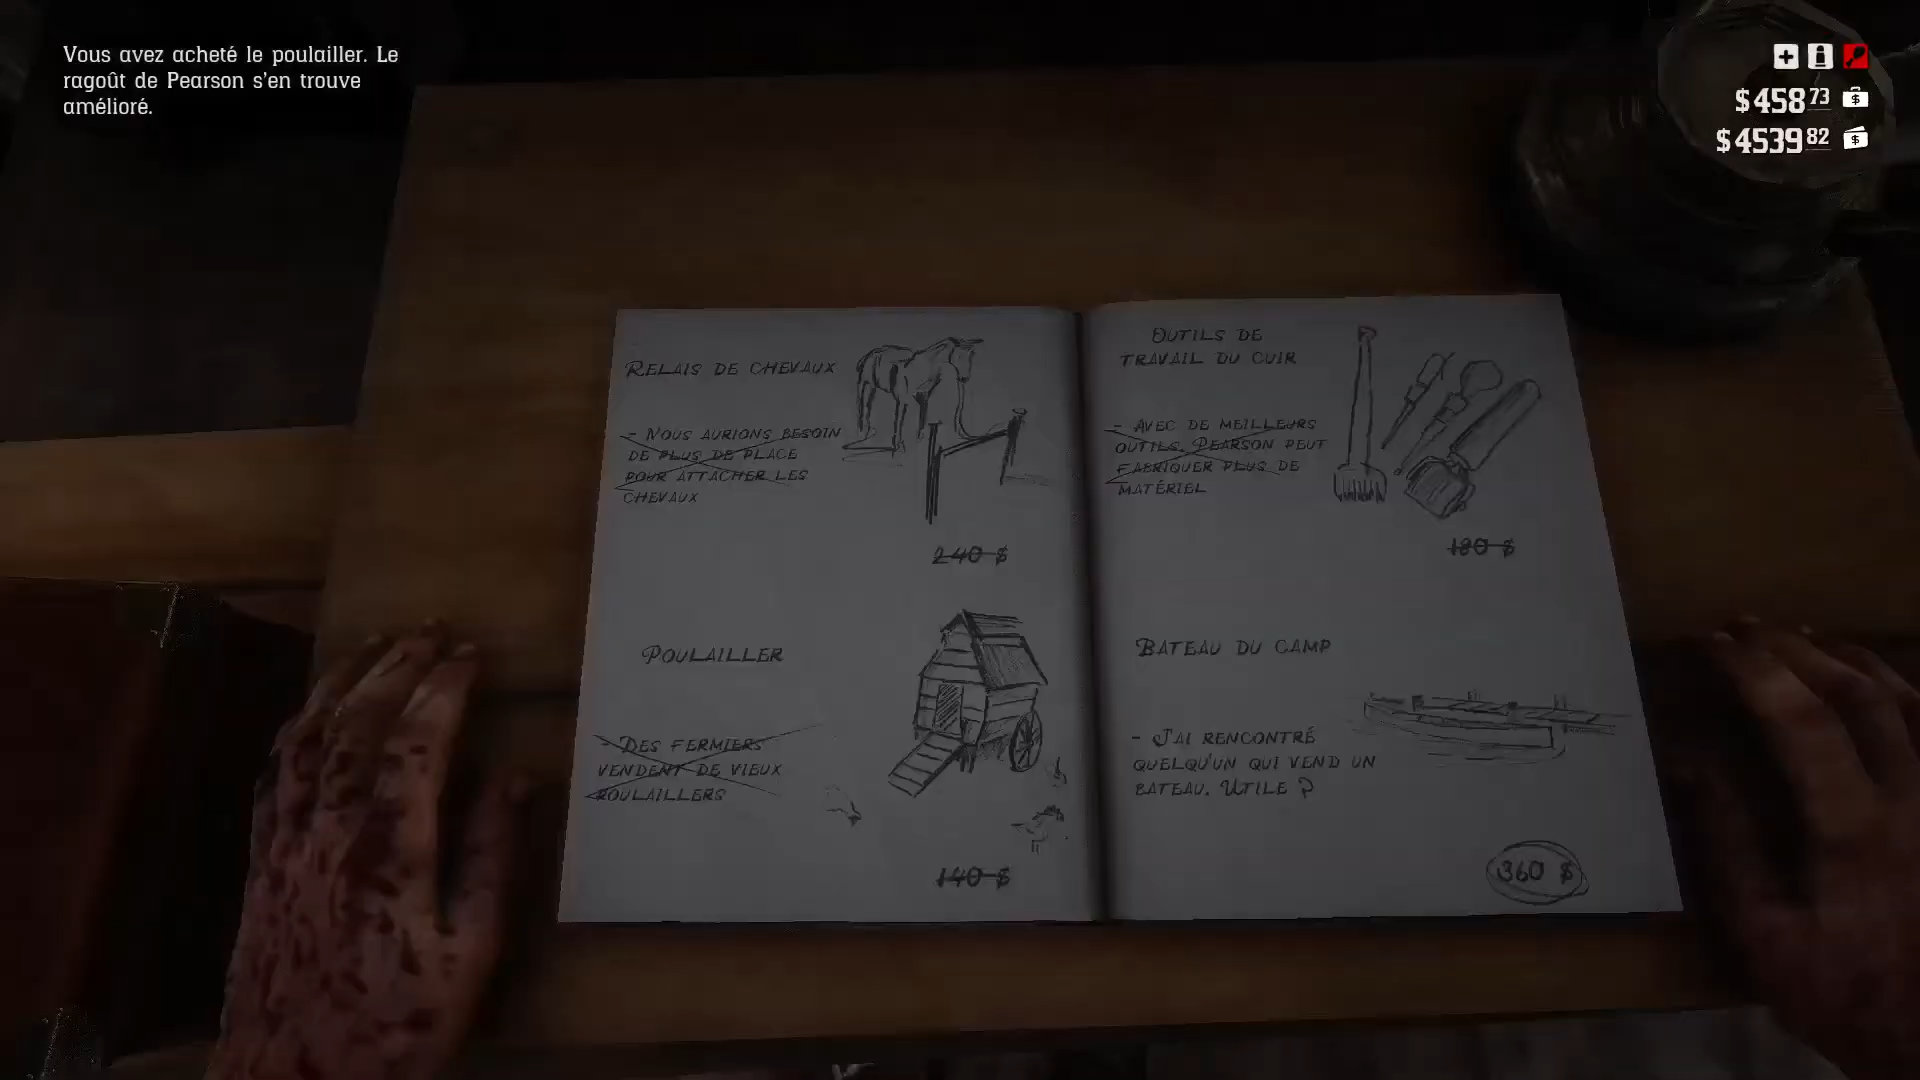 Vous avez acheté le poulailler. Le
ragoût de Pearson s'en trouve
amélioré.
$458 73
$4539 82
RELAIS DE CHEVAUX
- NOUS AURIONS BESOIN
DE PLUS DE PLACE
POUR ATTACHER LES
CHEVAUX
240 $
POULAILLER
- DES FERMIERS
VENDENT DE VIEUX
POULAILLERS
140 $
OUTILS DE
TRAVAIL DU CUIR
- AVEC DE MEILLEURS
OUTILS, PEARSON PEUT
FABRIQUER PLUS DE
MATÉRIEL
180 $
BATEAU DU CAMP
- J'AI RENCONTRÉ
QUELQU'UN QUI VEND UN
BATEAU. UTILE ?
360 $